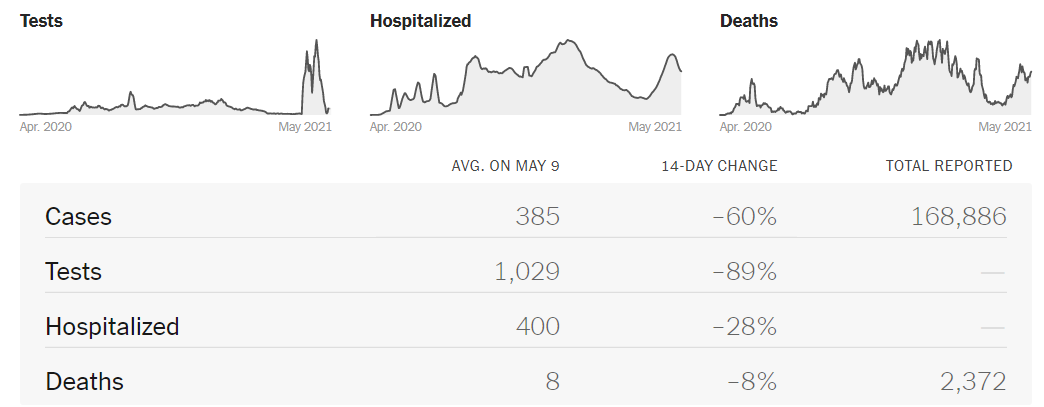 Tests Hospitalized Deaths
Apr. 2020 May 2021 Apr. 2020 May 2021 Apr. 2020 May 2021
AVG. ON MAY 9 14-DAY CHANGE TOTAL REPORTED
Cases 385 –60% 168,886
Tests 1,029 –89% —
Hospitalized 400 –28% —
Deaths 8 –8% 2,372